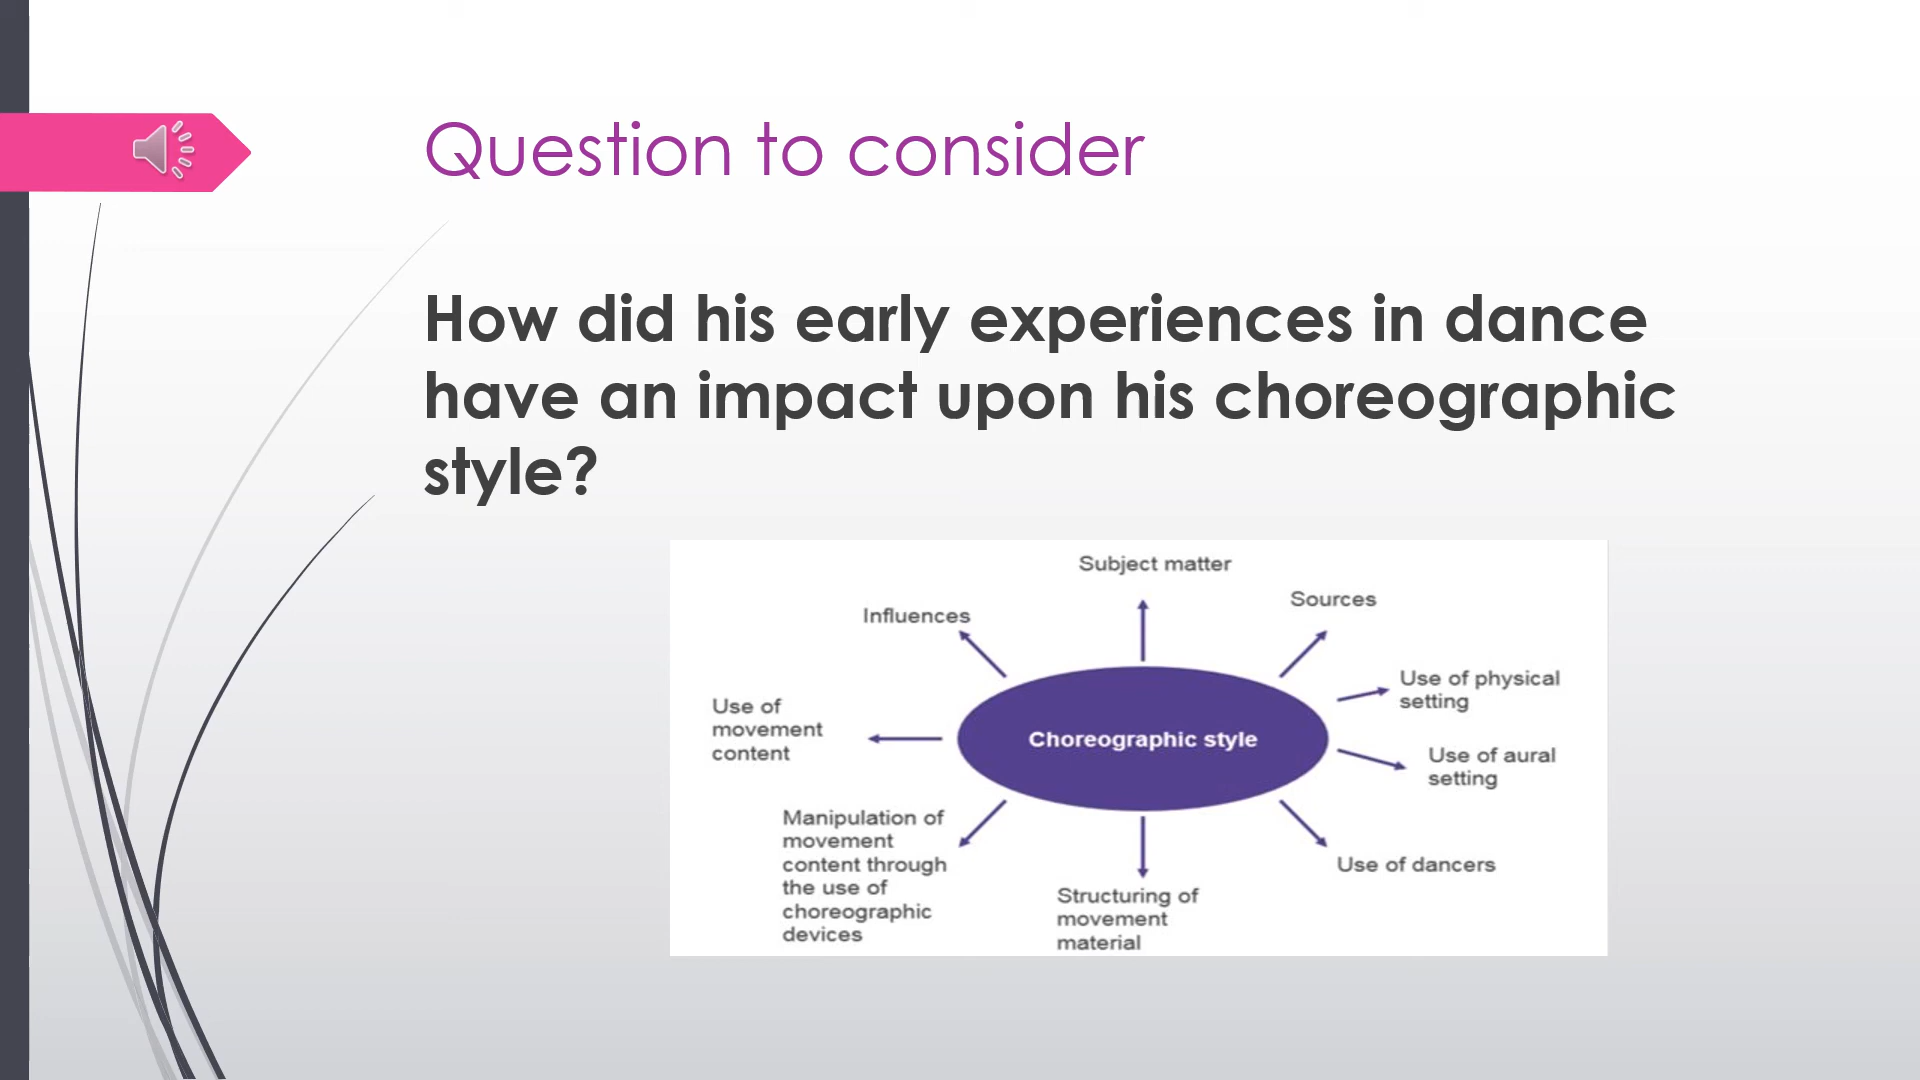 Question to consider
How did his early experiences in dance
have an impact upon his choreographic
style?
Subject matter
Sources
Influences
Use of physical
setting
Use of
movement
content
Choreographic style
Use of aural
setting
Manipulation of
movement
content through
the use of
choreographic
devices
Use of dancers
Structuring of
movement
material